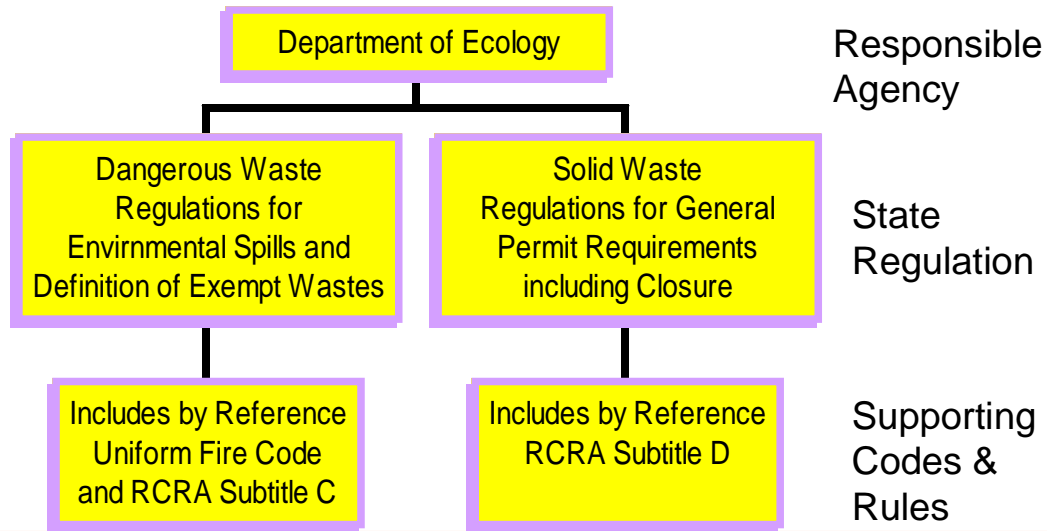 Department of Ecology
Responsible
Agency
Dangerous Waste
Regulations for
Envirnmental Spills and
Definition of Exempt Wastes
Solid Waste
Regulations for General
Permit Requirements
including Closure
State
Regulation
Includes by Reference
Uniform Fire Code
and RCRA Subtitle C
Includes by Reference
RCRA Subtitle D
Supporting
Codes &
Rules